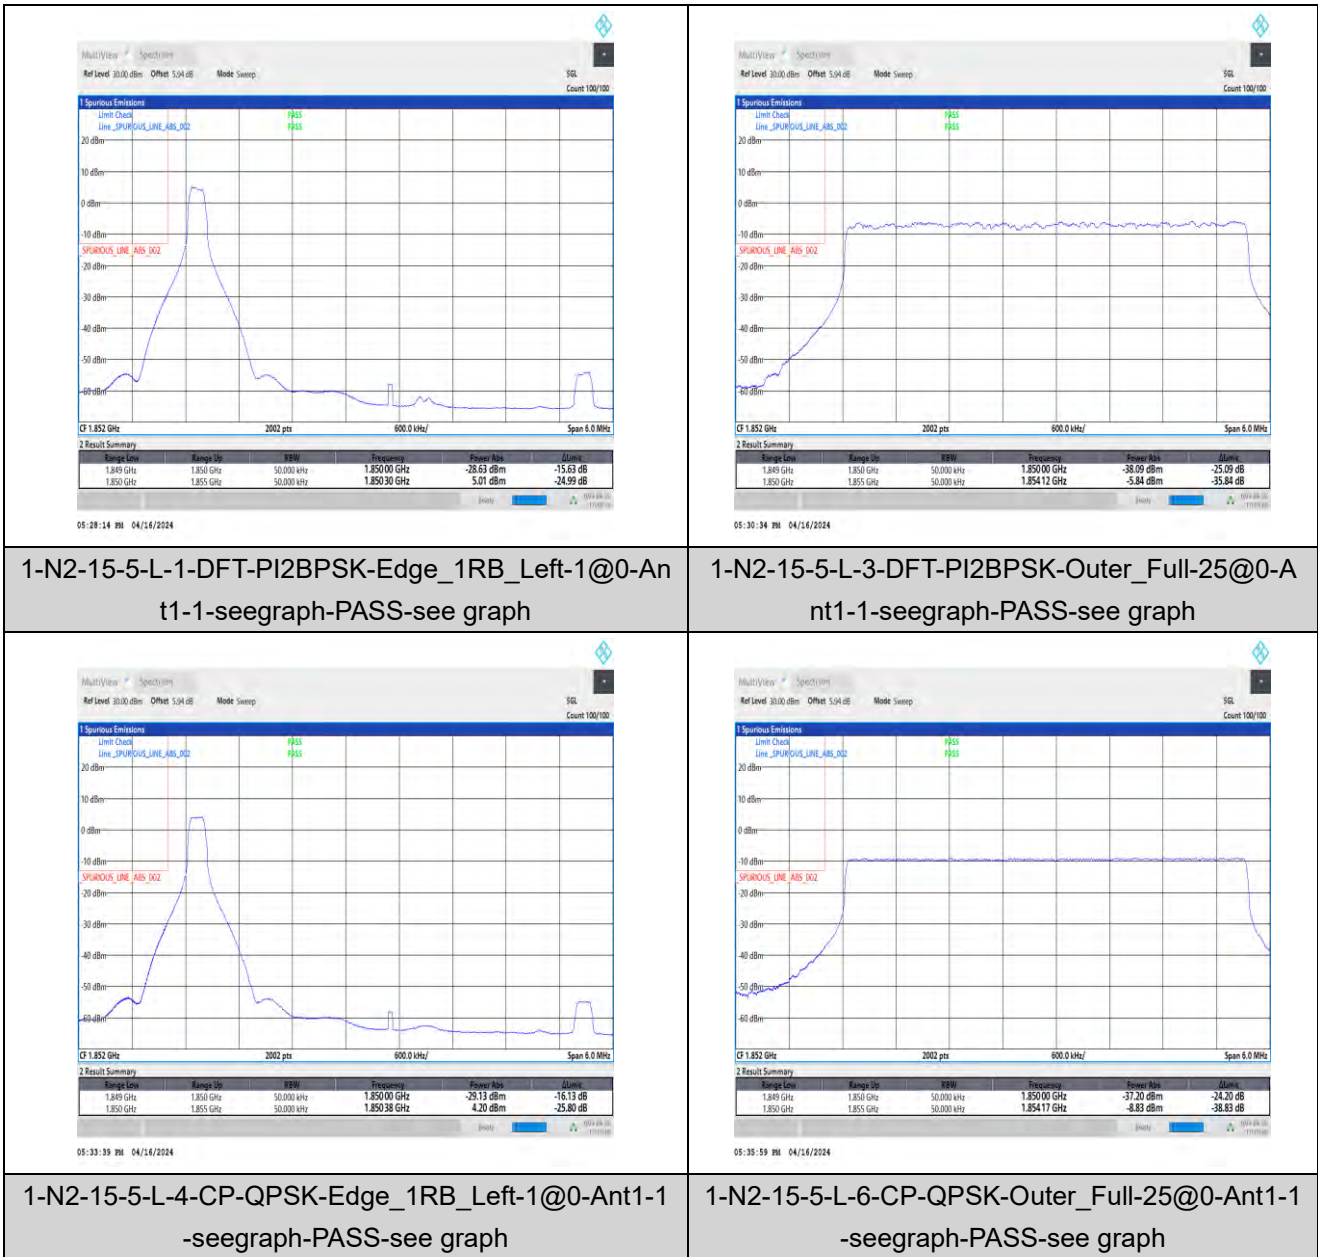 MultiView Spectrum
Ref Level 30.00 dBm Offset 5.94 dB Mode Sweep SGL
Count 100/100
1 Spurious Emissions
Limit Check PASS
Line _SPURIOUS_LINE_ABS_002 PASS
20 dBm
10 dBm
0 dBm
-10 dBm
_SPURIOUS_LINE_ABS_002
-20 dBm
-30 dBm
-40 dBm
-50 dBm
-60 dBm
CF 1.852 GHz 2002 pts 600.0 kHz/ Span 6.0 MHz
2 Result Summary
Range Low Range Up RBW Frequency Power Abs ΔLimit
1.849 GHz 1.850 GHz 50.000 kHz 1.85000 GHz -28.63 dBm -15.63 dB
1.850 GHz 1.855 GHz 50.000 kHz 1.85030 GHz 5.01 dBm -24.99 dB
05:28:14 PM 04/16/2024
MultiView Spectrum
Ref Level 30.00 dBm Offset 5.94 dB Mode Sweep SGL
Count 100/100
1 Spurious Emissions
Limit Check PASS
Line _SPURIOUS_LINE_ABS_002 PASS
20 dBm
10 dBm
0 dBm
-10 dBm
_SPURIOUS_LINE_ABS_002
-20 dBm
-30 dBm
-40 dBm
-50 dBm
-60 dBm
CF 1.852 GHz 2002 pts 600.0 kHz/ Span 6.0 MHz
2 Result Summary
Range Low Range Up RBW Frequency Power Abs ΔLimit
1.849 GHz 1.850 GHz 50.000 kHz 1.85000 GHz -38.09 dBm -25.09 dB
1.850 GHz 1.855 GHz 50.000 kHz 1.85412 GHz -5.84 dBm -35.84 dB
05:30:34 PM 04/16/2024
1-N2-15-5-L-1-DFT-PI2BPSK-Edge_1RB_Left-1@0-An
t1-1-seegraph-PASS-see graph
1-N2-15-5-L-3-DFT-PI2BPSK-Outer_Full-25@0-A
nt1-1-seegraph-PASS-see graph
MultiView Spectrum
Ref Level 30.00 dBm Offset 5.94 dB Mode Sweep SGL
Count 100/100
1 Spurious Emissions
Limit Check PASS
Line _SPURIOUS_LINE_ABS_002 PASS
20 dBm
10 dBm
0 dBm
-10 dBm
_SPURIOUS_LINE_ABS_002
-20 dBm
-30 dBm
-40 dBm
-50 dBm
-60 dBm
CF 1.852 GHz 2002 pts 600.0 kHz/ Span 6.0 MHz
2 Result Summary
Range Low Range Up RBW Frequency Power Abs ΔLimit
1.849 GHz 1.850 GHz 50.000 kHz 1.85000 GHz -29.13 dBm -16.13 dB
1.850 GHz 1.855 GHz 50.000 kHz 1.85038 GHz 4.20 dBm -25.80 dB
05:33:39 PM 04/16/2024
MultiView Spectrum
Ref Level 30.00 dBm Offset 5.94 dB Mode Sweep SGL
Count 100/100
1 Spurious Emissions
Limit Check PASS
Line _SPURIOUS_LINE_ABS_002 PASS
20 dBm
10 dBm
0 dBm
-10 dBm
_SPURIOUS_LINE_ABS_002
-20 dBm
-30 dBm
-40 dBm
-50 dBm
-60 dBm
CF 1.852 GHz 2002 pts 600.0 kHz/ Span 6.0 MHz
2 Result Summary
Range Low Range Up RBW Frequency Power Abs ΔLimit
1.849 GHz 1.850 GHz 50.000 kHz 1.85000 GHz -37.20 dBm -24.20 dB
1.850 GHz 1.855 GHz 50.000 kHz 1.85417 GHz -8.83 dBm -38.83 dB
05:35:59 PM 04/16/2024
1-N2-15-5-L-4-CP-QPSK-Edge_1RB_Left-1@0-Ant1-1
-seegraph-PASS-see graph
1-N2-15-5-L-6-CP-QPSK-Outer_Full-25@0-Ant1-1
-seegraph-PASS-see graph